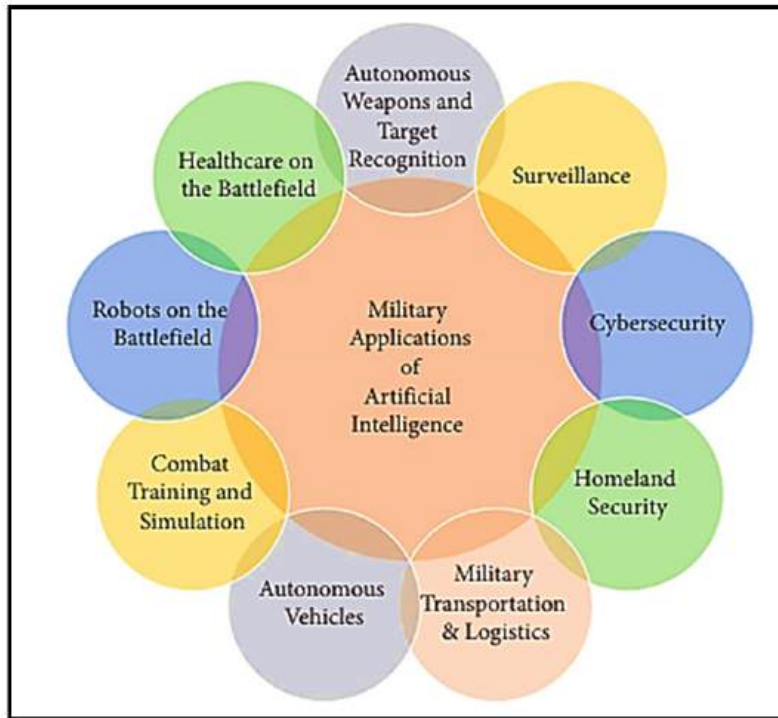 Autonomous
Weapons and
Target
Recognition
Surveillance
Cybersecurity
Homeland
Security
Military
Transportation
& Logistics
Autonomous
Vehicles
Combat
Training and
Simulation
Robots on the
Battlefield
Healthcare on
the Battlefield
Military
Applications
of
Artificial
Intelligence